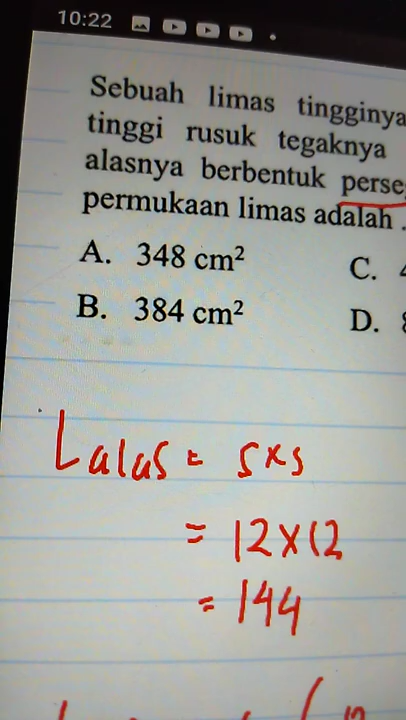 10:22
Sebuah limas tingginya
tinggi rusuk tegaknya
alasnya berbentuk perse
permukaan limas adalah .
A. 348 cm²
C.
B. 384 cm²
D.
Lalas = s x s
= 12 x 12
= 144